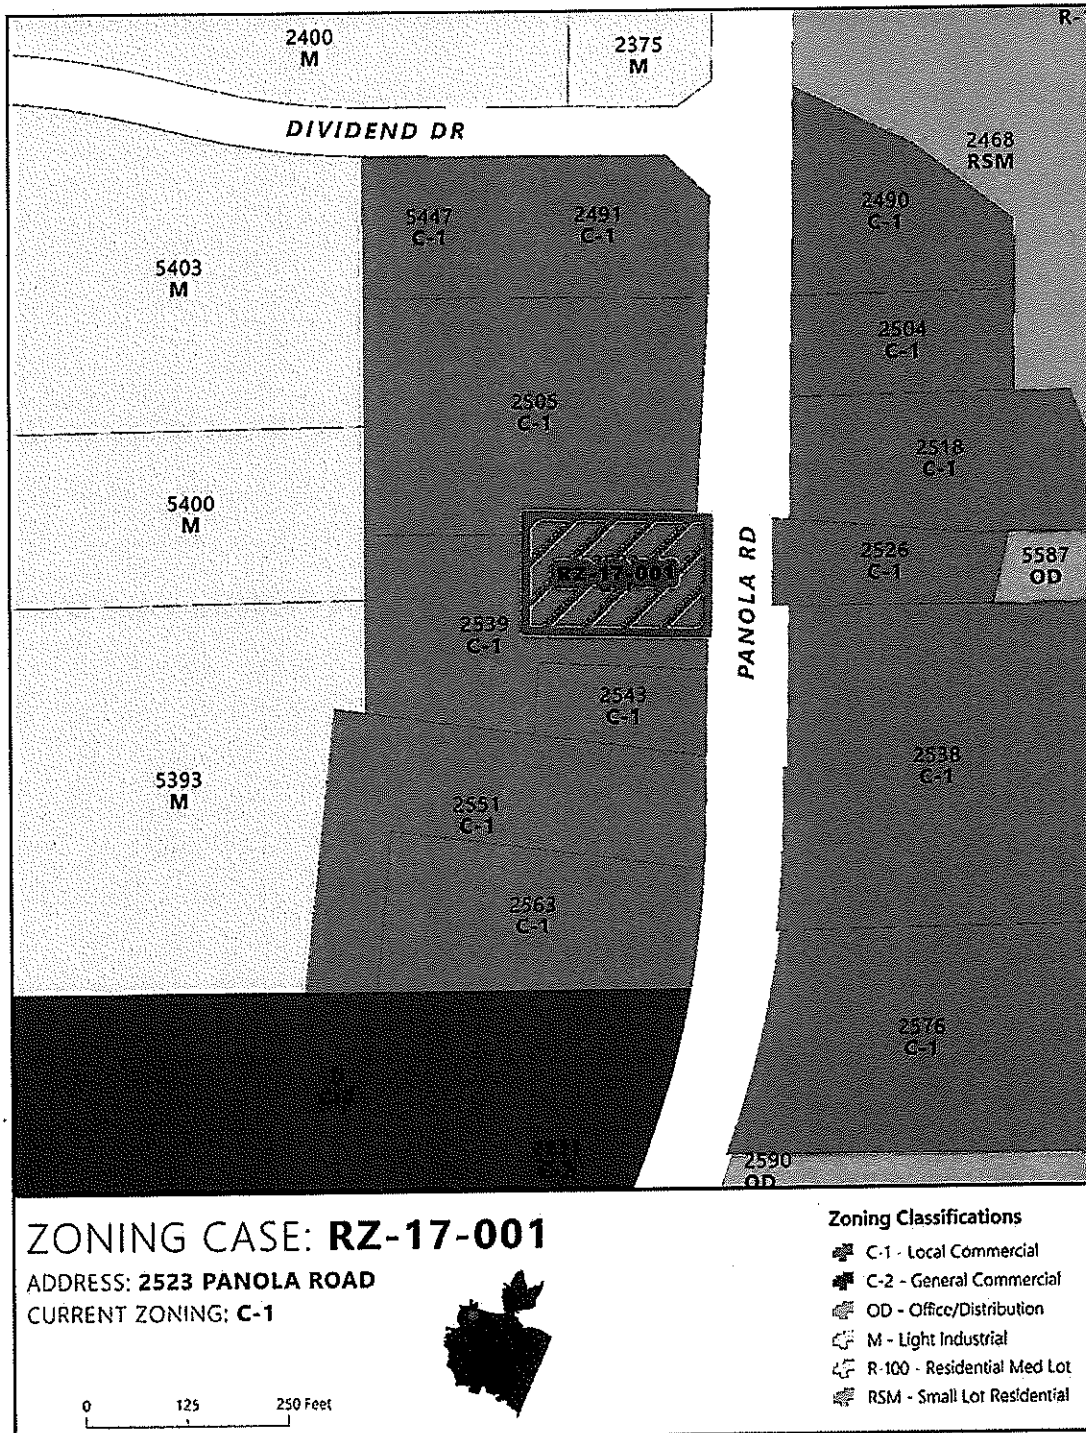 R-
2400
M
2375
M
DIVIDEND DR
2468
RSM
2490
C-1
5447
C-1
2491
C-1
5403
M
2504
C-1
2505
C-1
2518
C-1
5400
M
PANOLA RD
2526
C-1
5587
OD
RZ-17-001
2539
C-1
2543
C-1
2538
C-1
5393
M
2551
C-1
2563
C-1
2576
C-1
2590
OD
ZONING CASE: RZ-17-001
ADDRESS: 2523 PANOLA ROAD
CURRENT ZONING: C-1
0 125 250 Feet
Zoning Classifications
C-1 - Local Commercial
C-2 - General Commercial
OD - Office/Distribution
M - Light Industrial
R-100 - Residential Med Lot
RSM - Small Lot Residential